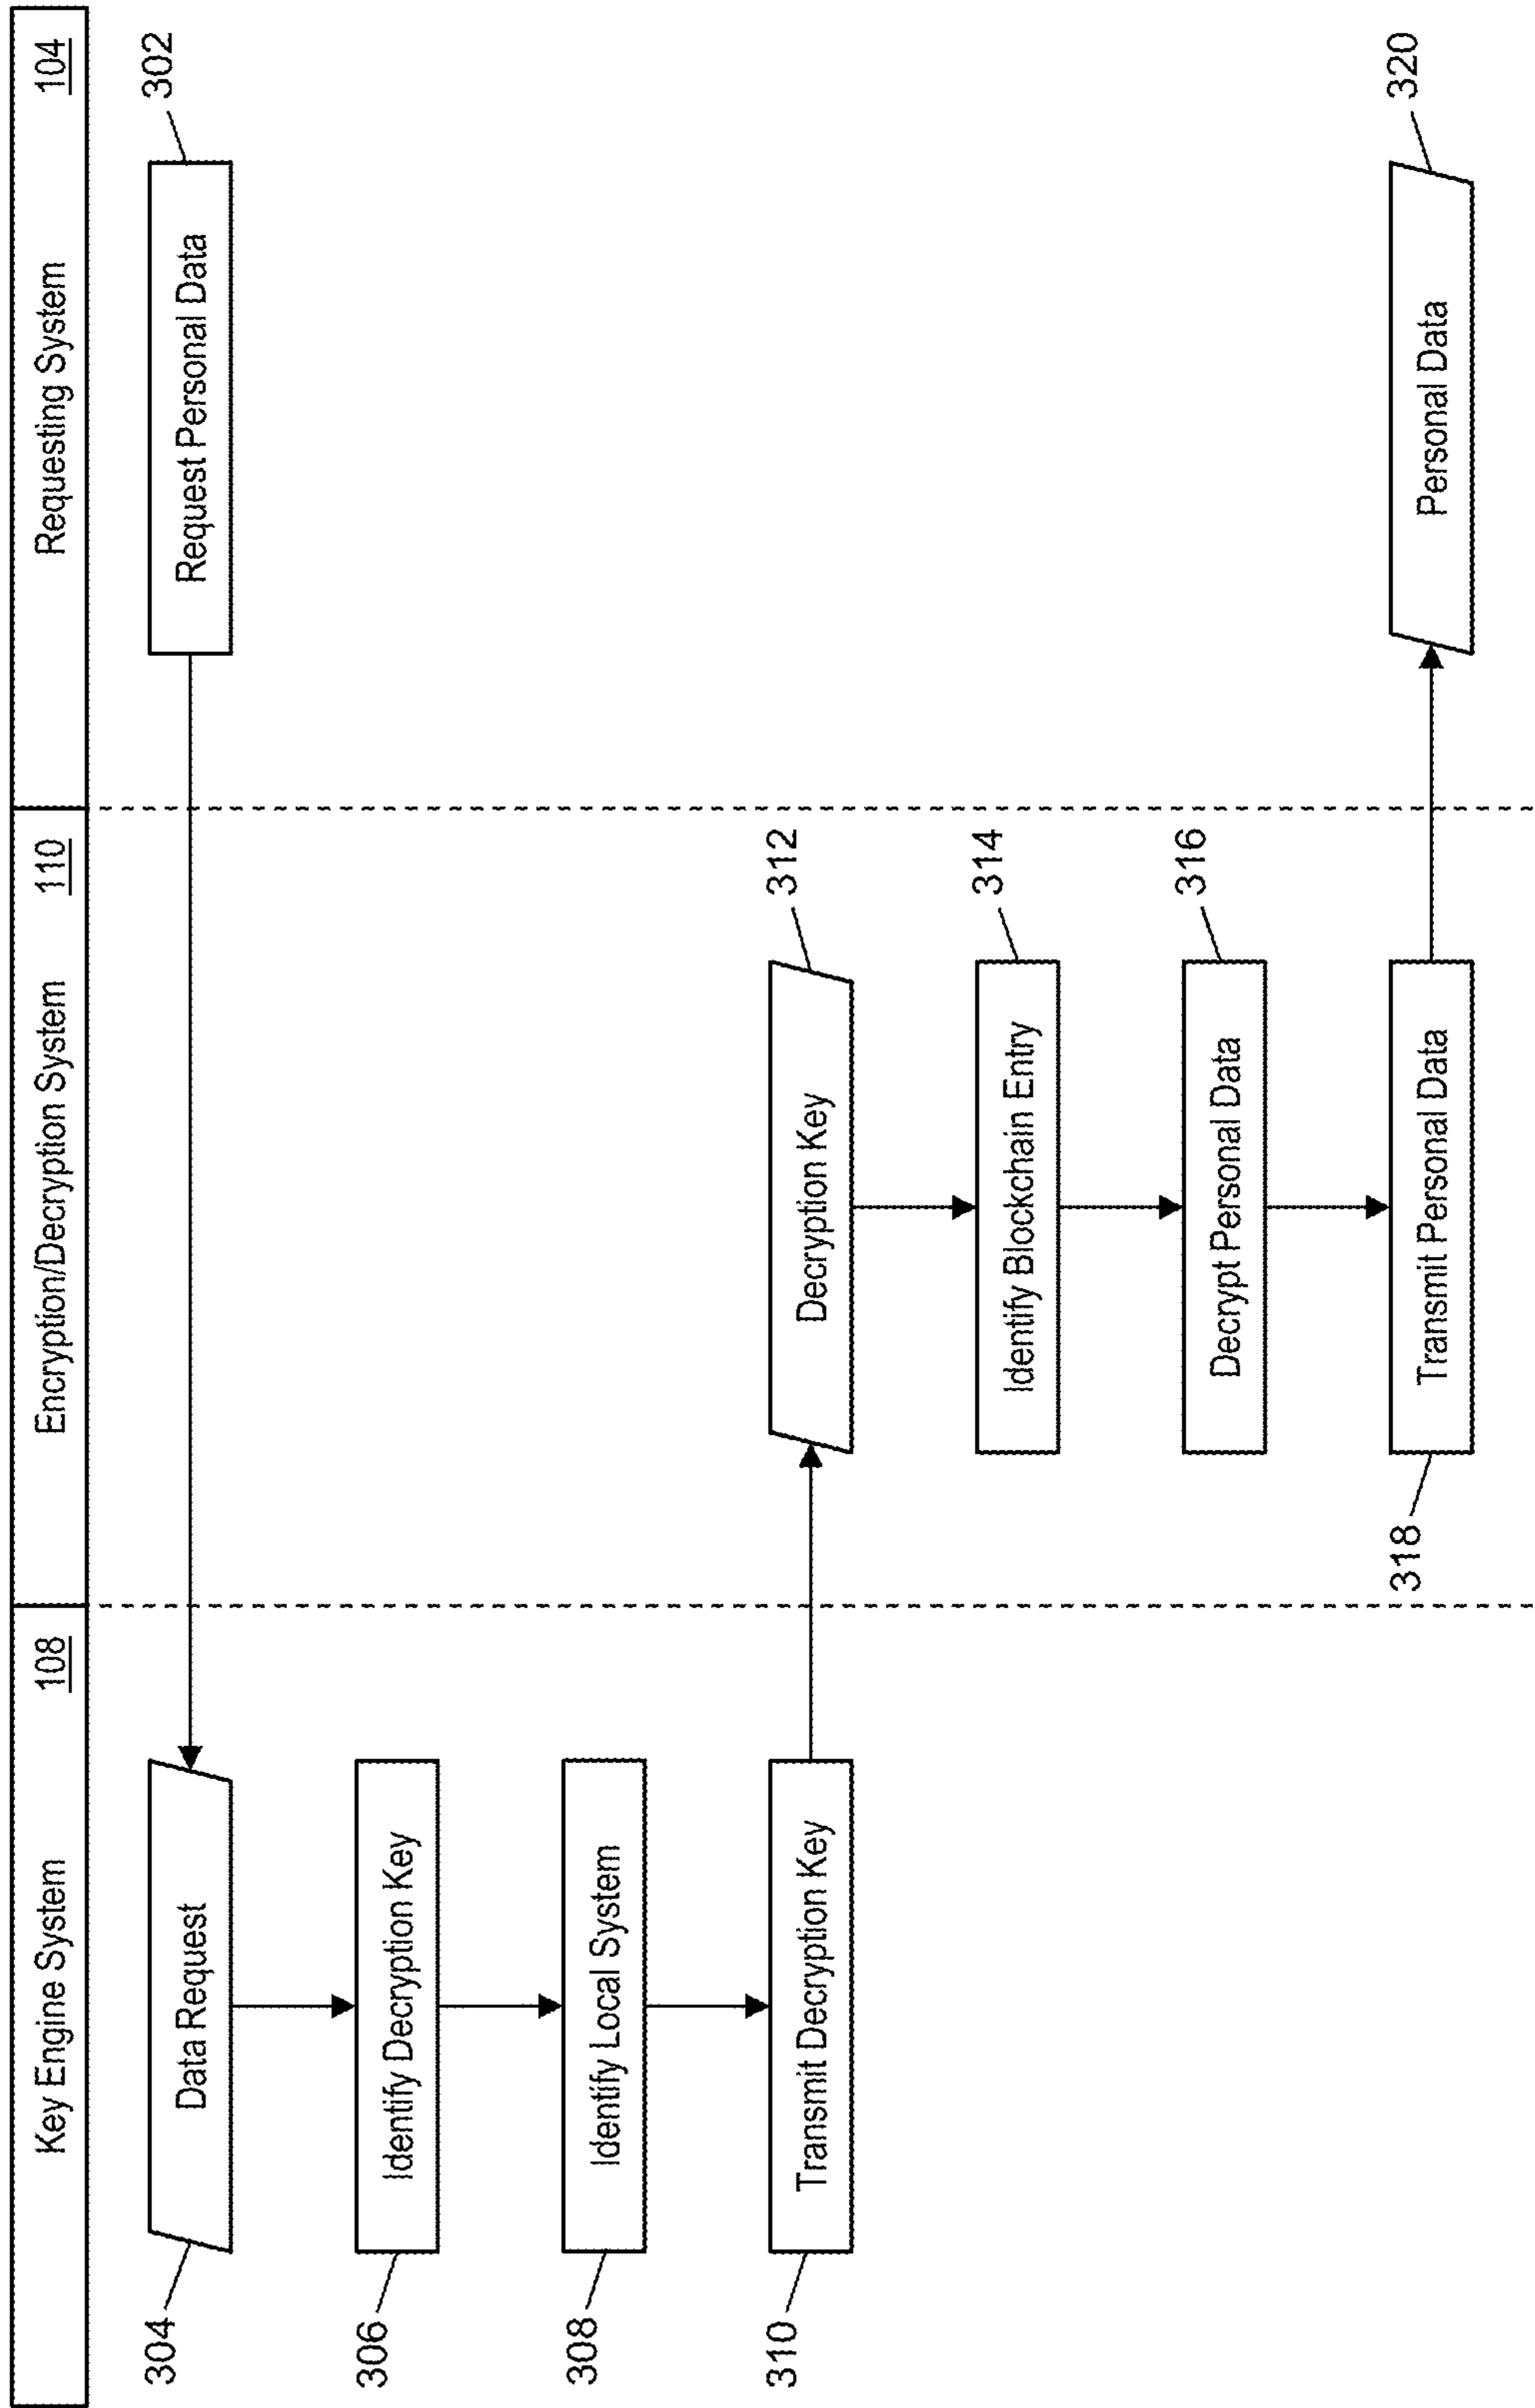 Key Engine System 108
Encryption/Decryption System 110
Requesting System 104
304
Data Request
Request Personal Data
302
306
Identify Decryption Key
308
Identify Local System
310
Transmit Decryption Key
Decryption Key
312
Identify Blockchain Entry
314
Decrypt Personal Data
316
318
Transmit Personal Data
Personal Data
320